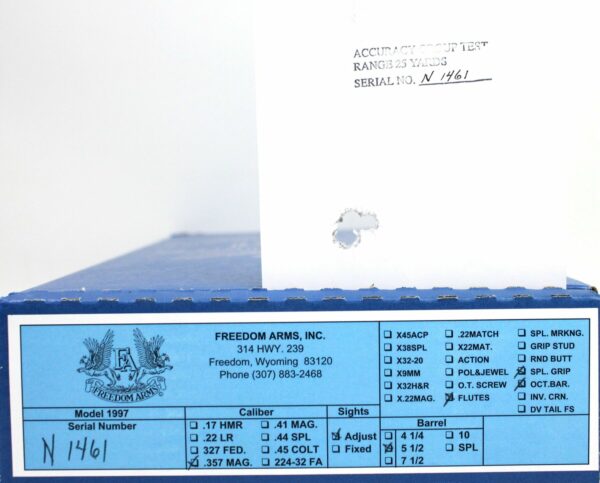 ACCURACY GROUP TEST
RANGE 25 YARDS
SERIAL NO. N 1461
FA
FREEDOM ARMS
FREEDOM ARMS, INC.
314 HWY. 239
Freedom, Wyoming 83120
Phone (307) 883-2468
X45ACP .22MATCH SPL. MRKNG.
X38SPL X22MAT. GRIP STUD
X32-20 ACTION RND BUTT
X9MM POL&JEWEL SPL. GRIP
X32H&R O.T. SCREW OCT.BAR.
X.22MAG. FLUTES INV. CRN.
DV TAIL FS
Model 1997 Caliber Sights Barrel
Serial Number
N 1461
.17 HMR .41 MAG.
.22 LR .44 SPL
327 FED. .45 COLT
.357 MAG. 224-32 FA
Adjust
Fixed
4 1/4 10
5 1/2 SPL
7 1/2